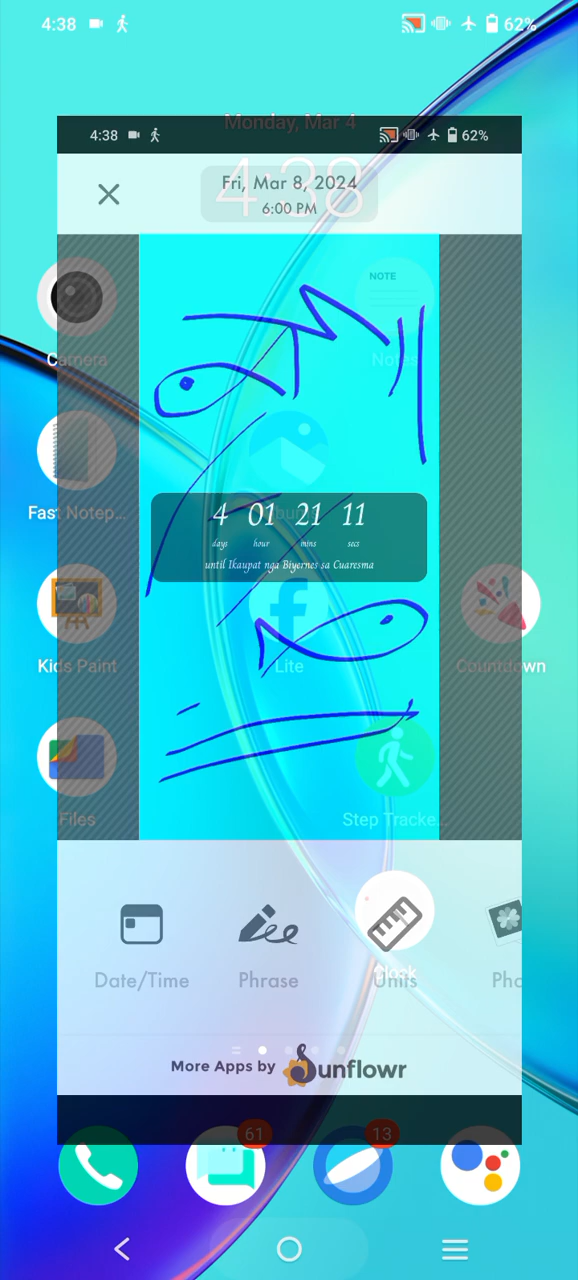 4:38
62%
Monday, Mar 4
4:38
62%
4:38
Fri, Mar 8, 2024
6:00 PM
NOTE
Camera
Notes
4 01 21 11
days hour mins secs
until Ikaupat nga Biyernes sa Cuaresma
Fast Notep...
Kids Paint
Lite
Countdown
Files
Step Tracke...
Date/Time
Phrase
Units
Clock
Pho
More Apps by Sunflowr
61
13